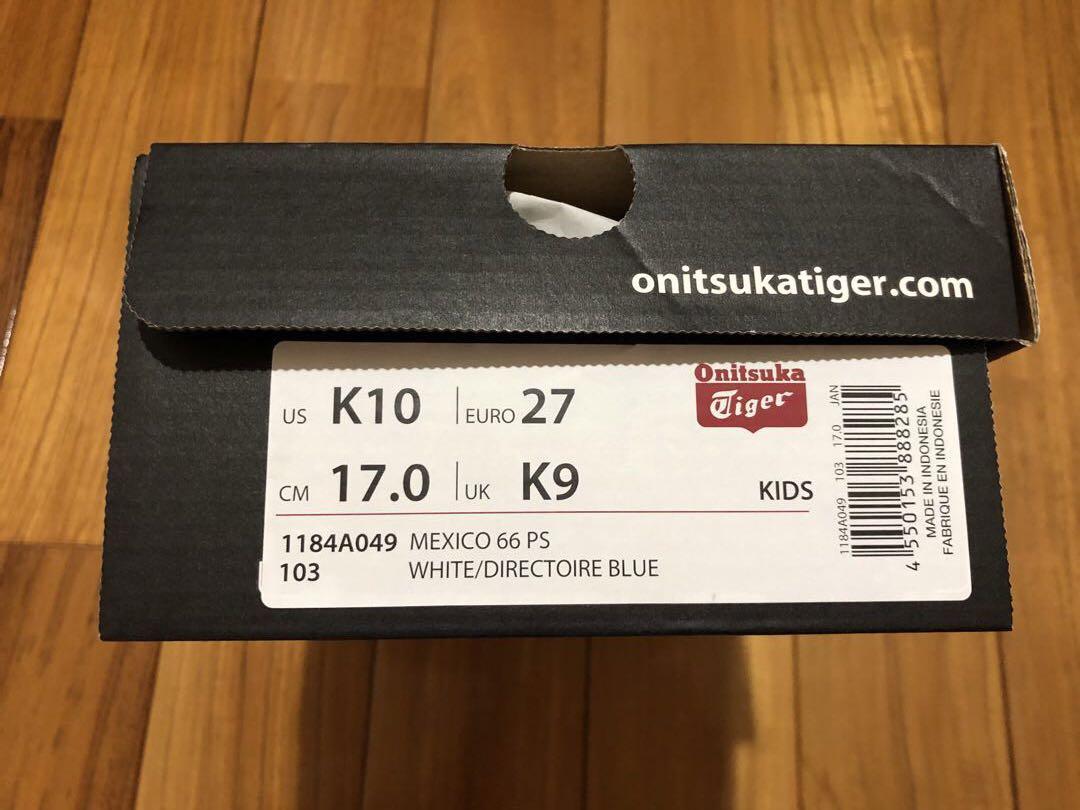 onitsukatiger.com
US K10 EURO 27
CM 17.0 UK K9
Onitsuka
Tiger
KIDS
1184A049 MEXICO 66 PS
103 WHITE/DIRECTOIRE BLUE
1184A049 103 17.0 JAN
4 550153 888285
MADE IN INDONESIA
FABRIQUE EN INDONESIE